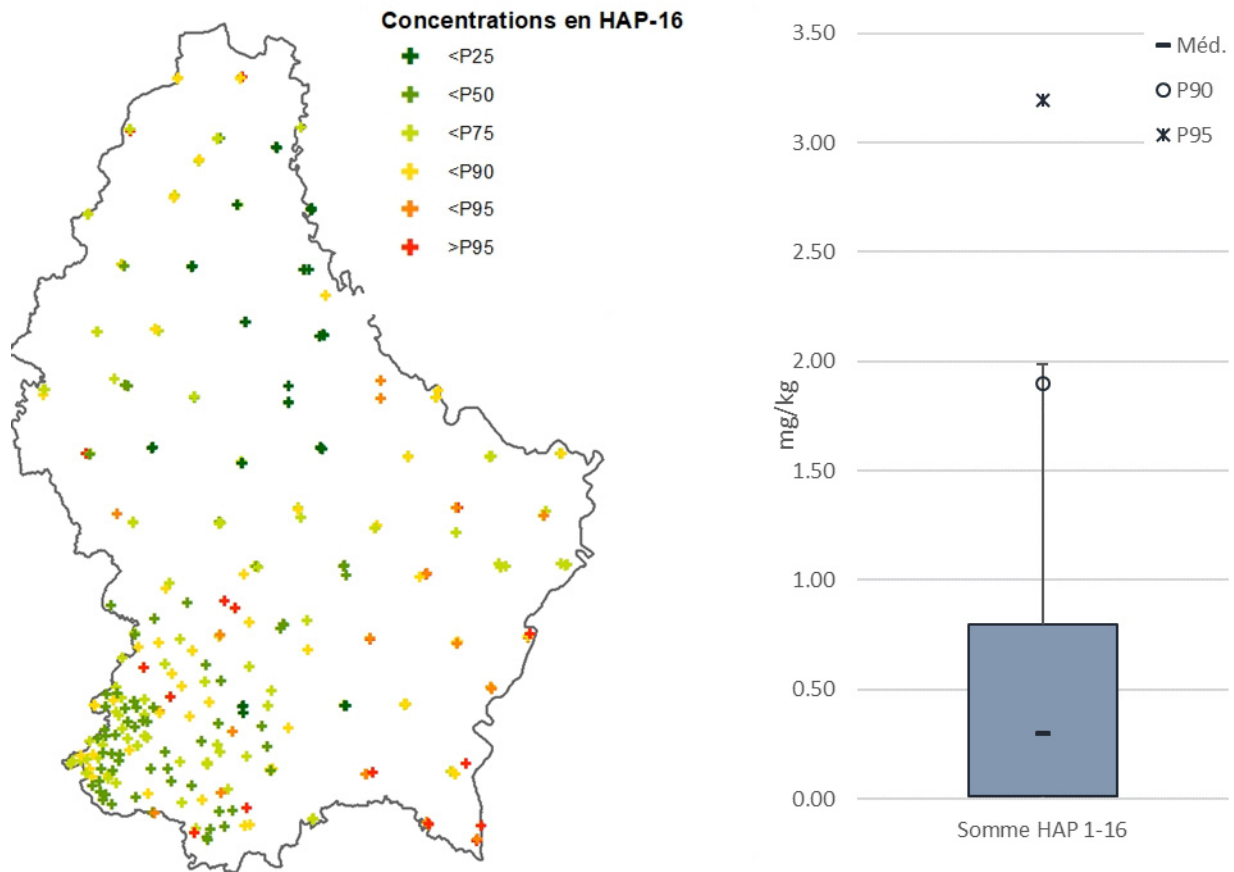 Concentrations en HAP-16
<P25
<P50
<P75
<P90
<P95
>P95
3.50
3.00
2.50
2.00
1.50
1.00
0.50
0.00
mg/kg
Méd.
P90
P95
Somme HAP 1-16